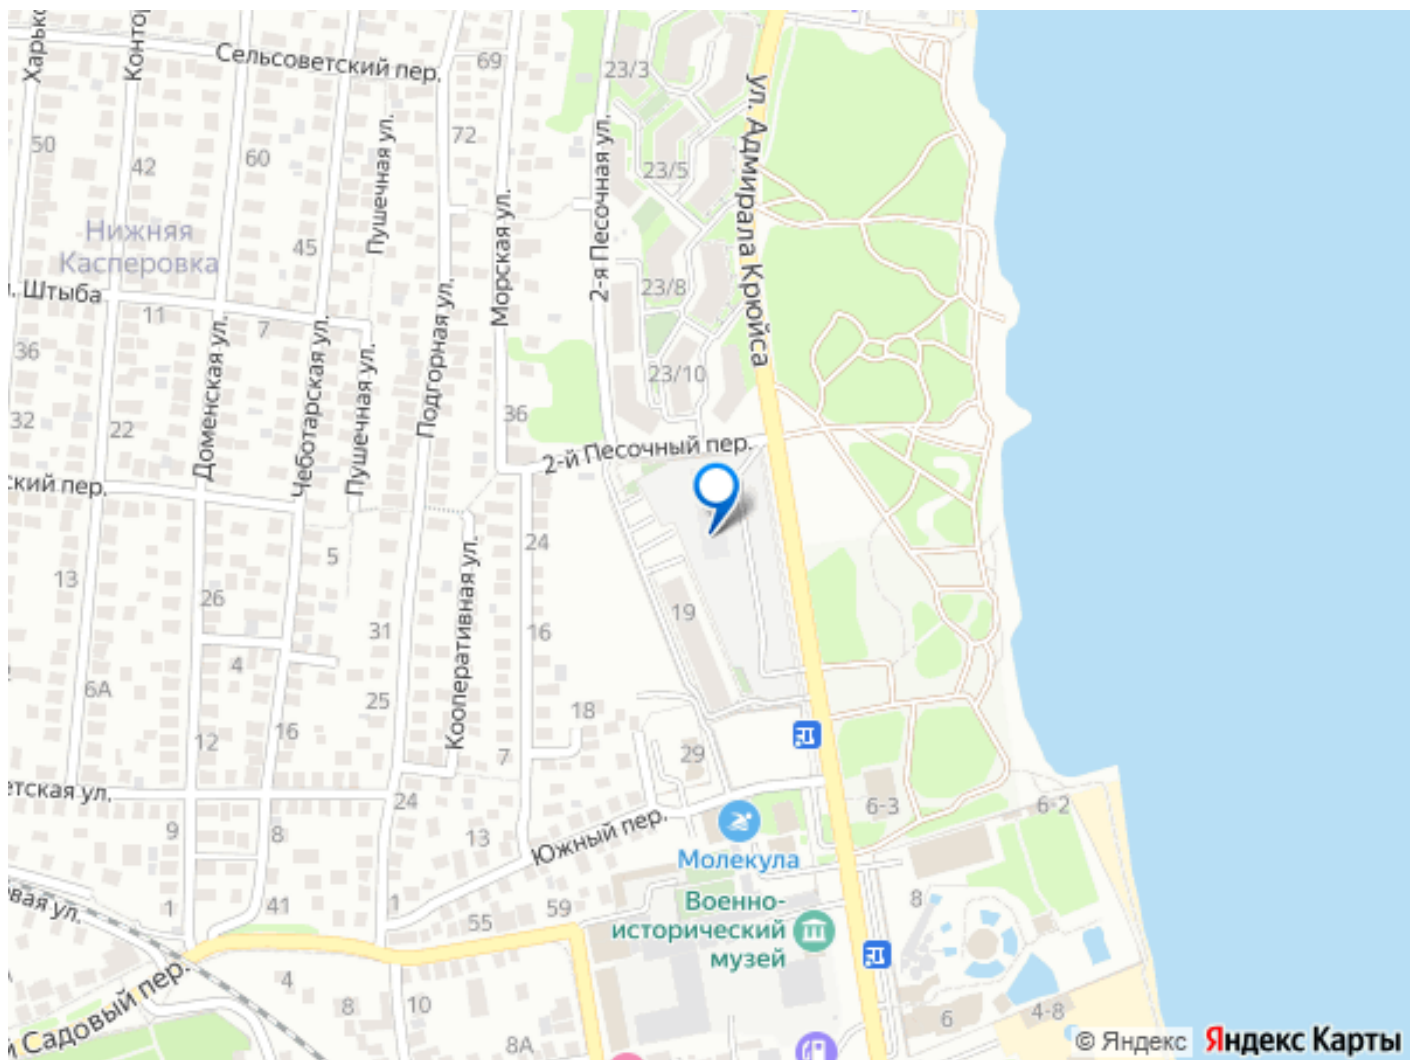 Харьк
Контор
Сельсоветский пер.
69
23/3
ул. Адмирала Крюйса
50
42
60
Пушечная ул.
72
2-я Песочная ул.
23/5
Нижняя
Касперовка
45
Морская ул.
Штыба
11
7
Подгорная ул.
23/8
36
Доменская ул.
Чеботарская ул.
Пушечная ул.
23/10
32
22
36
2-й Песочный пер.
ский пер.
24
5
13
26
Кооперативная ул.
19
31
16
4
6А
25
18
12
16
7
29
етская ул.
24
6-3
6-2
9
8
13
Южный пер.
Молекула
1
41
1
55
59
8
Военно-
исторический
музей
вая ул.
й Садовый пер.
4
8
10
8А
6
4-8
© Яндекс
Яндекс Карты